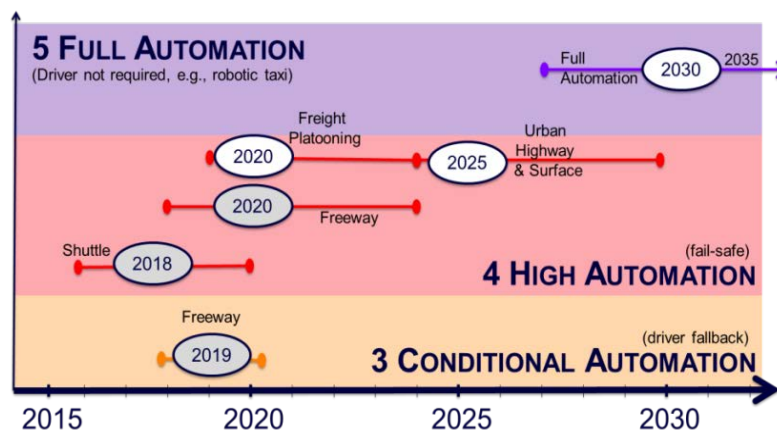 5 FULL AUTOMATION
(Driver not required, e.g., robotic taxi)
Full
Automation
2030
2035
Freight
Platooning
2020
Urban
Highway
& Surface
2025
2020
Freeway
Shuttle
2018
(fail-safe)
4 HIGH AUTOMATION
Freeway
2019
(driver fallback)
3 CONDITIONAL AUTOMATION
2015
2020
2025
2030